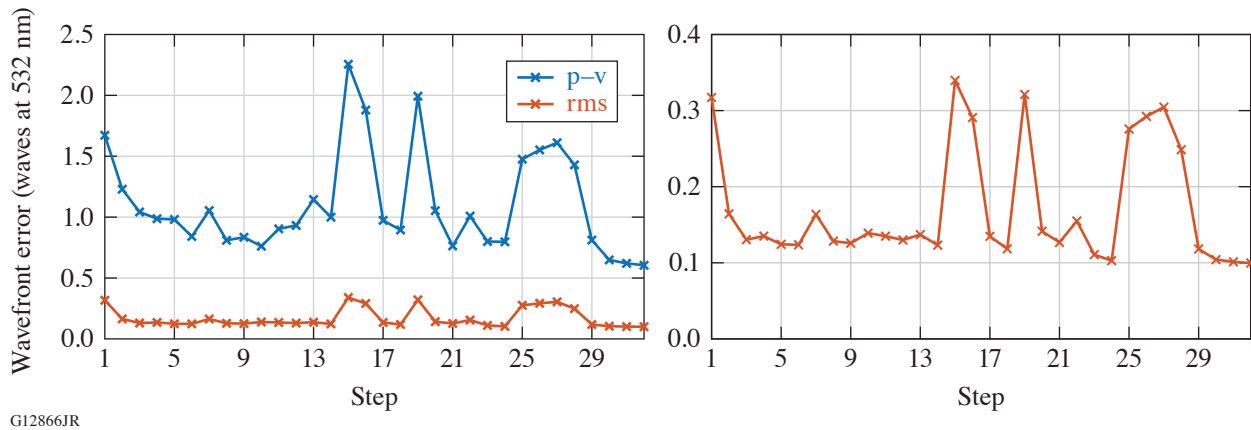 Wavefront error (waves at 532 nm)
2.5
2.0
1.5
1.0
0.5
0.0
p–v
rms
1 5 9 13 17 21 25 29
Step
0.4
0.3
0.2
0.1
0.0
1 5 9 13 17 21 25 29
Step
G12866JR